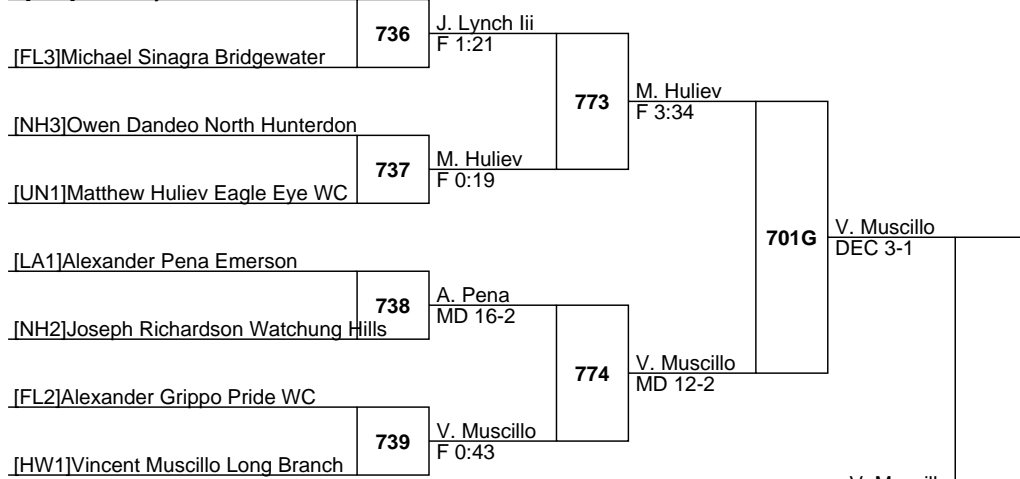 736
J. Lynch Iii
F 1:21
[FL3]Michael Sinagra Bridgewater
773
M. Huliev
F 3:34
[NH3]Owen Dandeo North Hunterdon
737
M. Huliev
F 0:19
[UN1]Matthew Huliev Eagle Eye WC
701G
V. Muscillo
DEC 3-1
[LA1]Alexander Pena Emerson
738
A. Pena
MD 16-2
[NH2]Joseph Richardson Watchung Hills
774
V. Muscillo
MD 12-2
[FL2]Alexander Grippo Pride WC
739
V. Muscillo
F 0:43
[HW1]Vincent Muscillo Long Branch
V. Muscillo